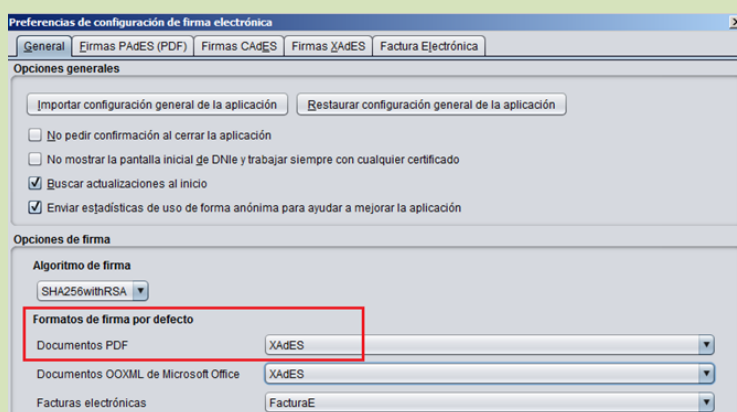 Preferencias de configuración de firma electrónica
General Firmas PAdES (PDF) Firmas CAdES Firmas XAdES Factura Electrónica
Opciones generales
Importar configuración general de la aplicación Restaurar configuración general de la aplicación
No pedir confirmación al cerrar la aplicación
No mostrar la pantalla inicial de DNIe y trabajar siempre con cualquier certificado
Buscar actualizaciones al inicio
Enviar estadísticas de uso de forma anónima para ayudar a mejorar la aplicación
Opciones de firma
Algoritmo de firma
SHA256withRSA
Formatos de firma por defecto
Documentos PDF XAdES
Documentos OOXML de Microsoft Office XAdES
Facturas electrónicas FacturaE